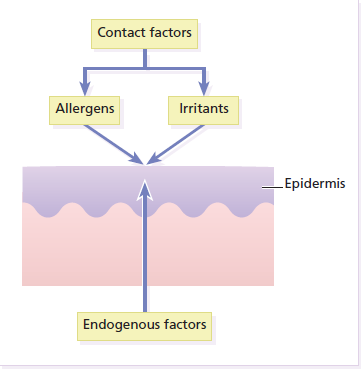 Contact factors
Allergens
Irritants
Epidermis
Endogenous factors